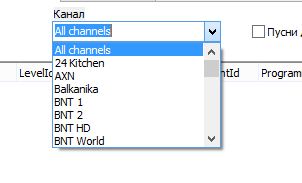 Канал
All channels
Пусни
All channels
24 Kitchen
LevelId
Program
AXN
Balkanika
BNT 1
BNT 2
BNT HD
BNT World